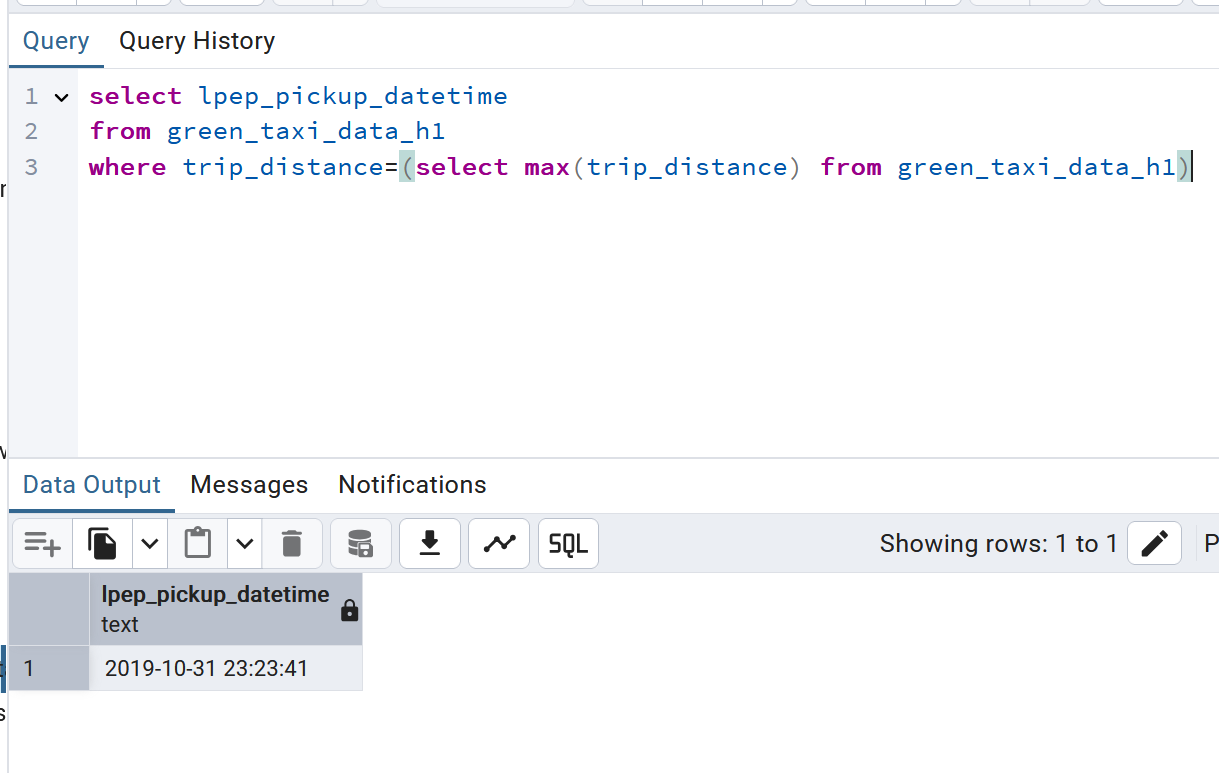 Query Query History
1 select lpep_pickup_datetime
2 from green_taxi_data_h1
3 where trip_distance=(select max(trip_distance) from green_taxi_data_h1)
Data Output Messages Notifications
SQL Showing rows: 1 to 1
lpep_pickup_datetime
text
1 2019-10-31 23:23:41